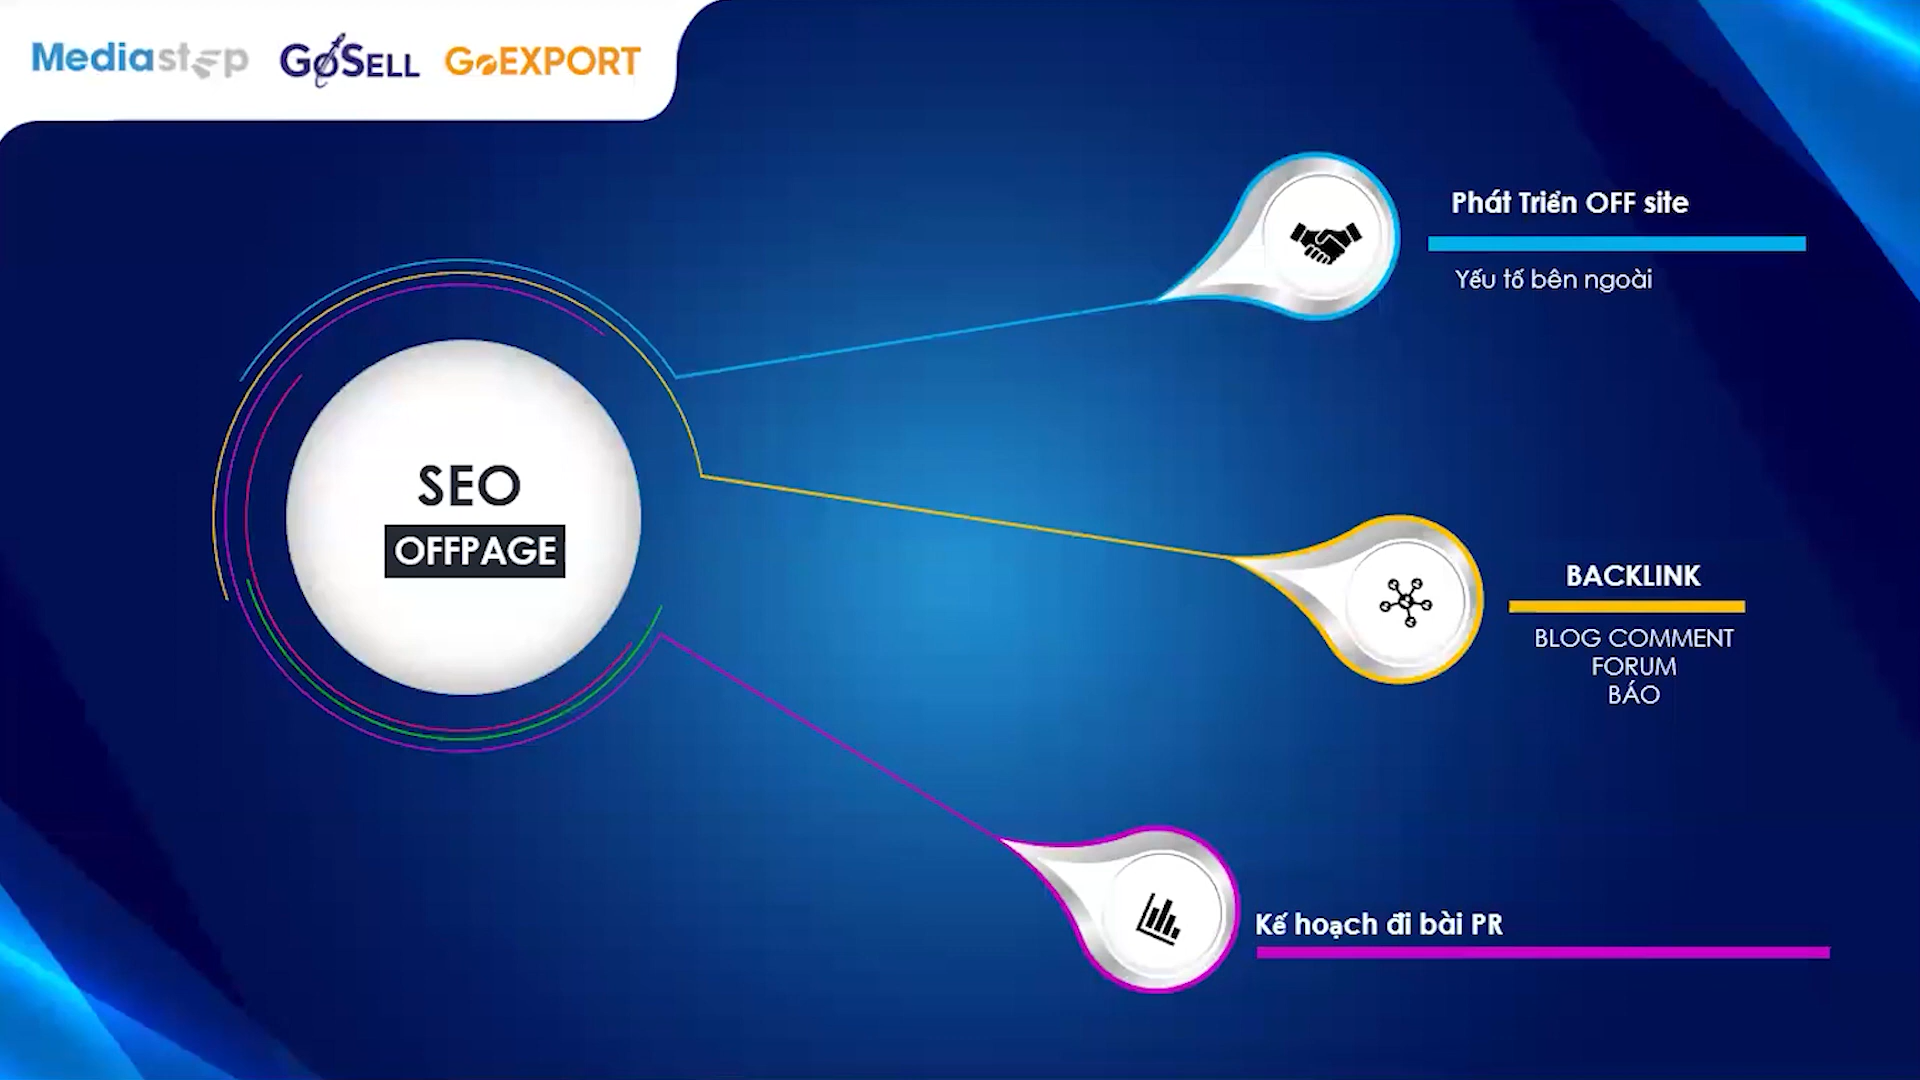 Mediastep GoSELL GoEXPORT
Phát Triển OFF site
Yếu tố bên ngoài
SEO
OFFPAGE
BACKLINK
BLOG COMMENT
FORUM
BÁO
Kế hoạch đi bài PR